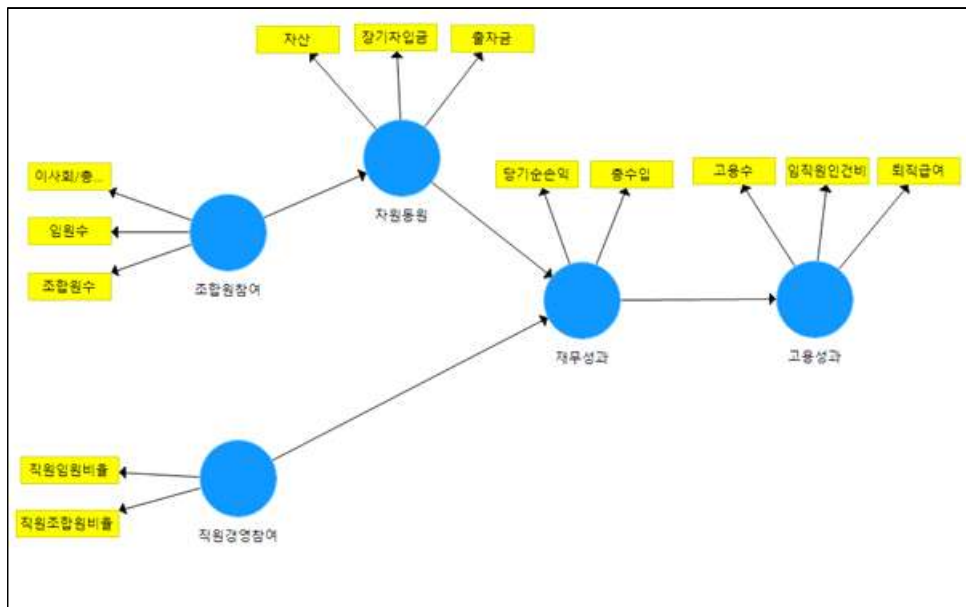 자산
장기차입금
출자금
이사회/총...
임원수
조합원수
조합원참여
자원동원
당기순손익
총수입
고용수
임직원인건비
퇴직급여
재무성과
고용성과
직원임원비율
직원조합원비율
직원경영참여